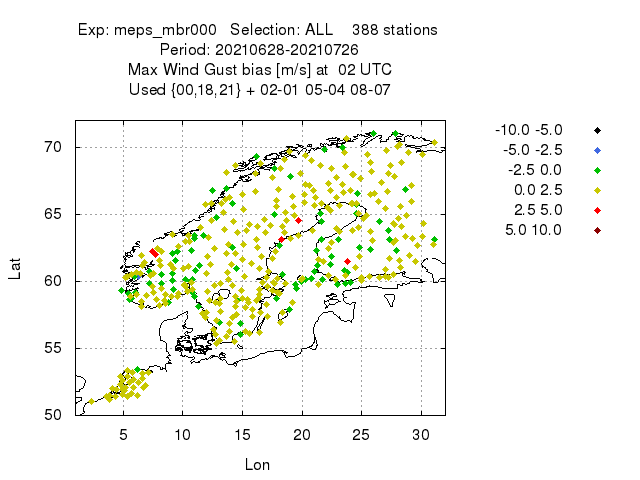 Exp: meps_mbr000 Selection: ALL 388 stations
Period: 20210628-20210726
Max Wind Gust bias [m/s] at 02 UTC
Used {00,18,21} + 02-01 05-04 08-07
70
65
60
55
50
Lat
5 10 15 20 25 30
Lon
-10.0 -5.0
-5.0 -2.5
-2.5 0.0
0.0 2.5
2.5 5.0
5.0 10.0